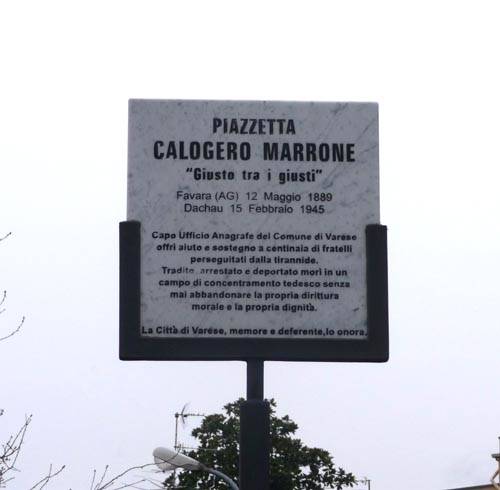 PIAZZETTA
CALOGERO MARRONE
"Giusto tra i giusti"
Favara (AG) 12 Maggio 1889
Dachau 15 Febbraio 1945
Capo Ufficio Anagrafe del Comune di Varese
offrì aiuto e sostegno a centinaia di fratelli
perseguitati dalla tirannide.
Tradito, arrestato e deportato morì in un
campo di concentramento tedesco senza
mai abbandonare la propria dirittura
morale e la propria dignità.
La Città di Varese, memore e deferente,lo onora.